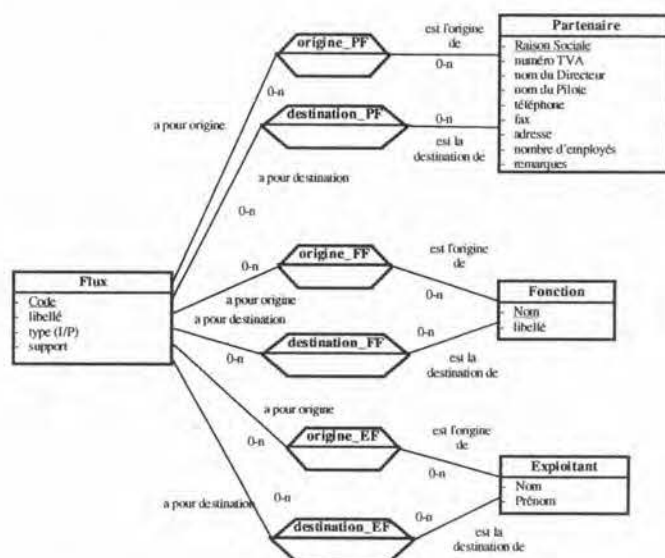 Partenaire
Raison Sociale
numéro TVA
nom du Directeur
nom du Pilote
téléphone
fax
adresse
nombre d'employés
remarques
origine_PF
est l'origine
de
0-n
0-n
a pour origine
destination_PF
0-n
est la
destination de
a pour destination
0-n
origine_FF
est l'origine
de
0-n
0-n
a pour origine
a pour destination
Flux
Code
libellé
type (I/P)
support
Fonction
Nom
libellé
destination_FF
0-n
0-n
est la
destination de
a pour origine
origine_EF
est l'origine
de
0-n
0-n
Exploitant
Nom
Prénom
a pour destination
0-n
destination_EF
0-n
est la
destination de